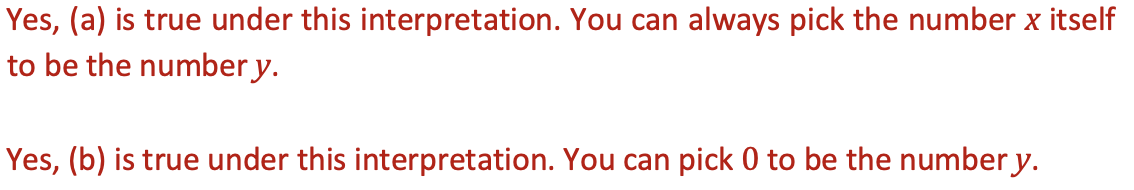 Yes, (a) is true under this interpretation. You can always pick the number x itself
to be the number y.
Yes, (b) is true under this interpretation. You can pick 0 to be the number y.